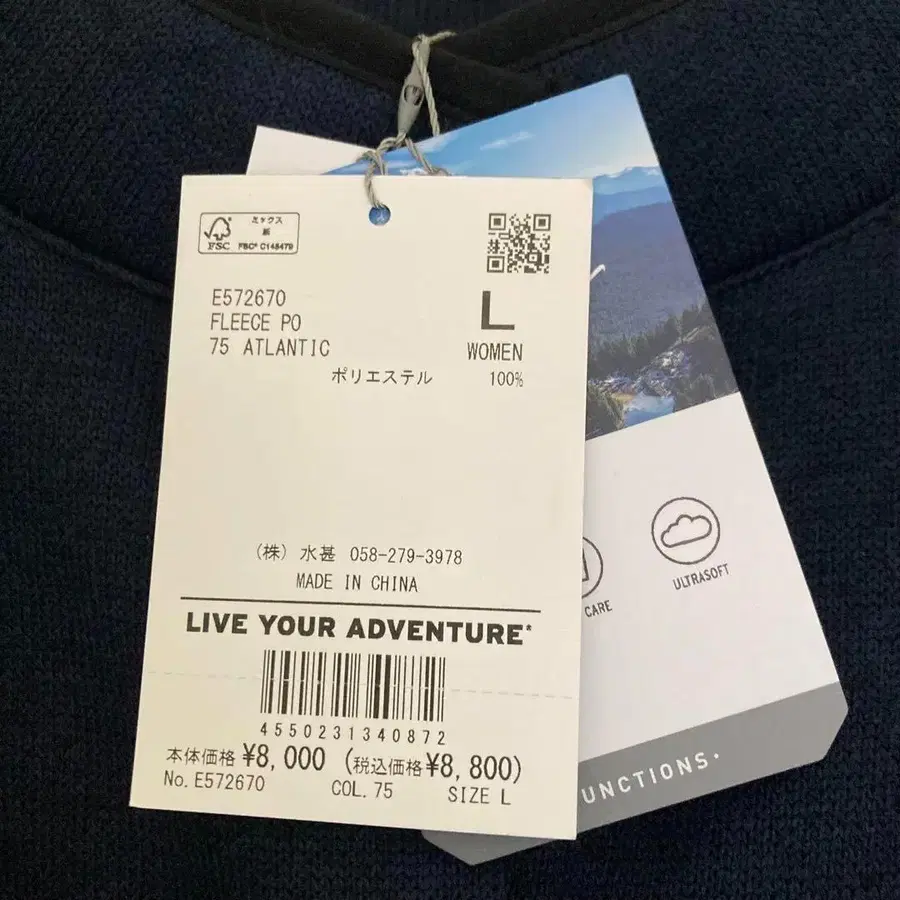 FSC
ミックス
紙
FSC® C148479
E572670
FLEECE PO
75 ATLANTIC
L
WOMEN
ポリエステル 100%
(株) 水甚 058-279-3978
MADE IN CHINA
LIVE YOUR ADVENTURE*
4550231340872
本体価格 ¥8,000 (税込価格¥8,800)
No. E572670 COL. 75 SIZE L
CARE
ULTRASOFT
UNCTIONS.